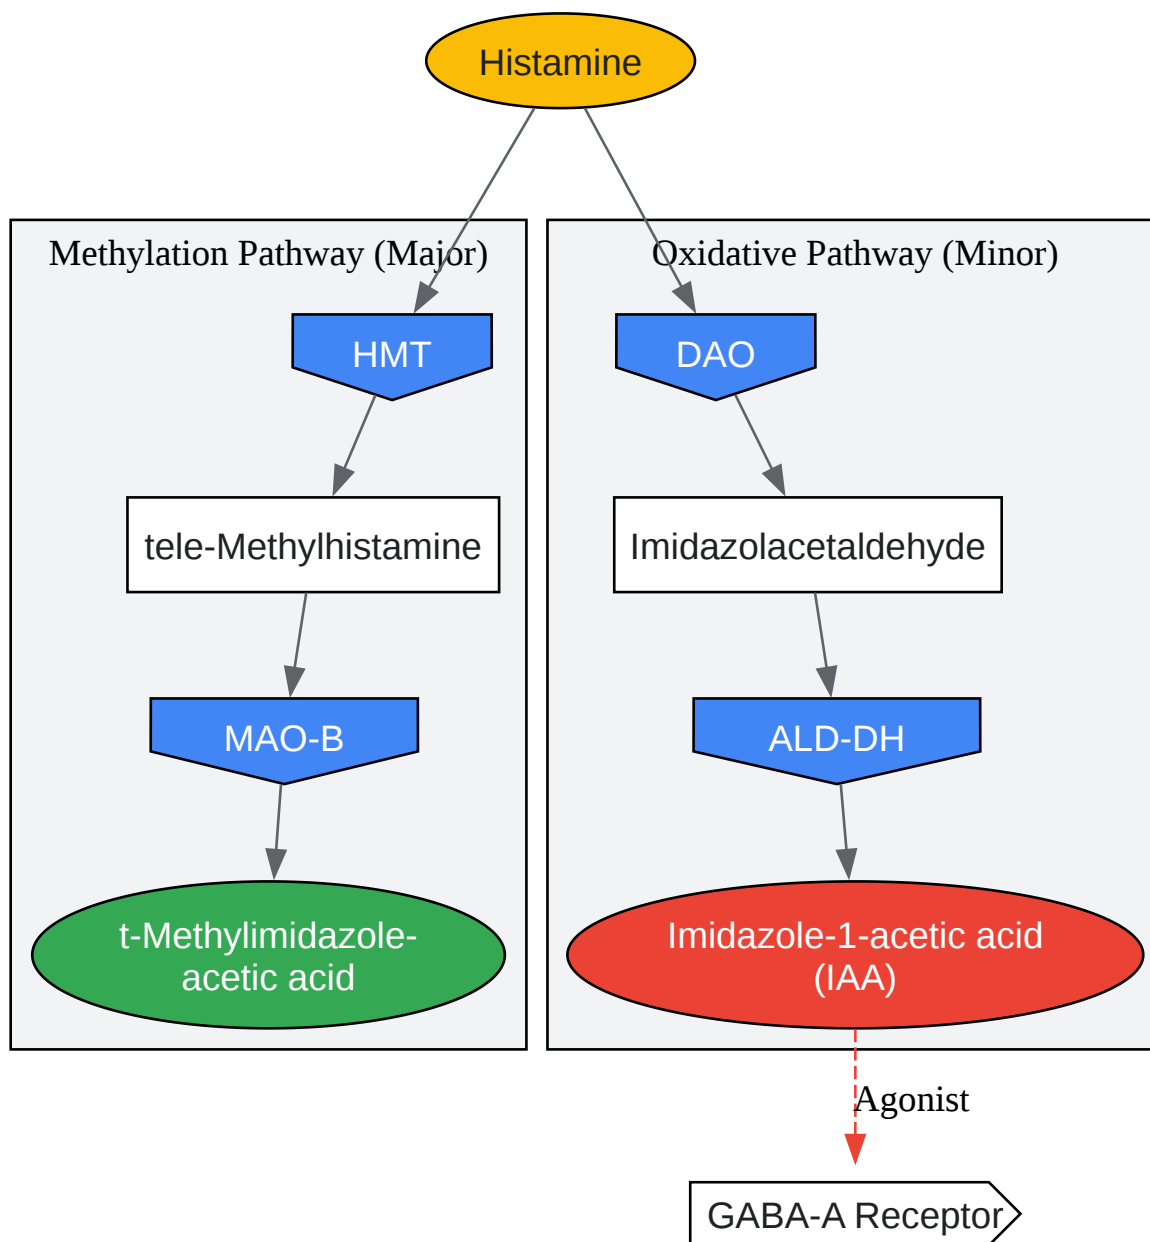 Histamine
Methylation Pathway (Major)
HMT
tele-Methylhistamine
MAO-B
t-Methylimidazole-
acetic acid
Oxidative Pathway (Minor)
DAO
Imidazolacetaldehyde
ALD-DH
Imidazole-1-acetic acid
(IAA)
Agonist
GABA-A Receptor